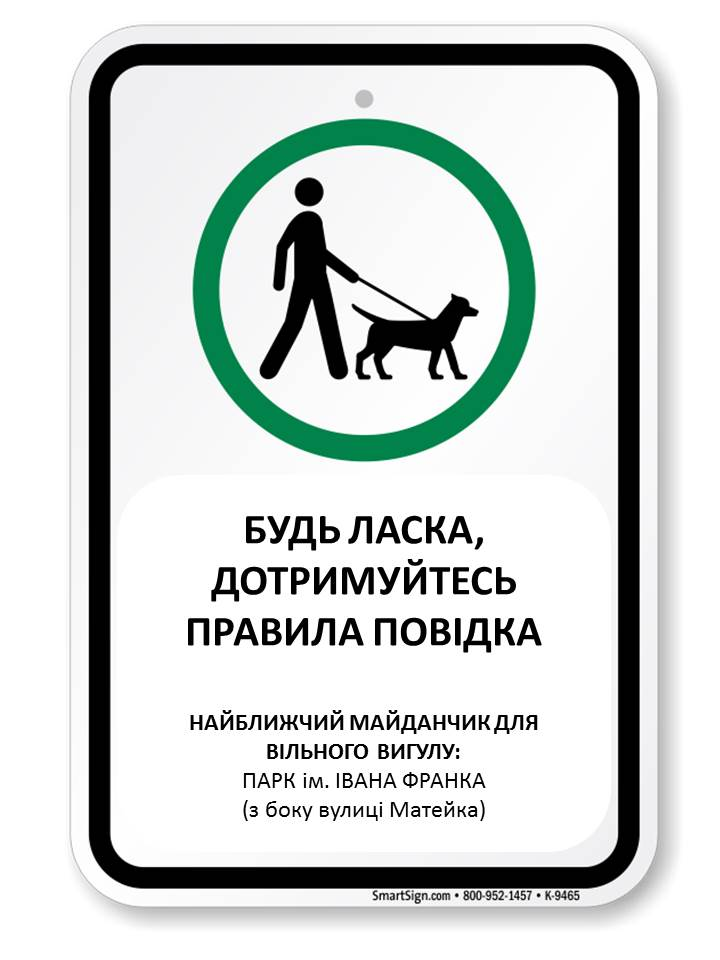 БУДЬ ЛАСКА,
ДОТРИМУЙТЕСЬ
ПРАВИЛА ПОВІДКА
НАЙБЛИЖЧИЙ МАЙДАНЧИК ДЛЯ
ВІЛЬНОГО ВИГУЛУ:
ПАРК ім. ІВАНА ФРАНКА
(з боку вулиці Матейка)
SmartSign.com • 800-952-1457 • K-9465